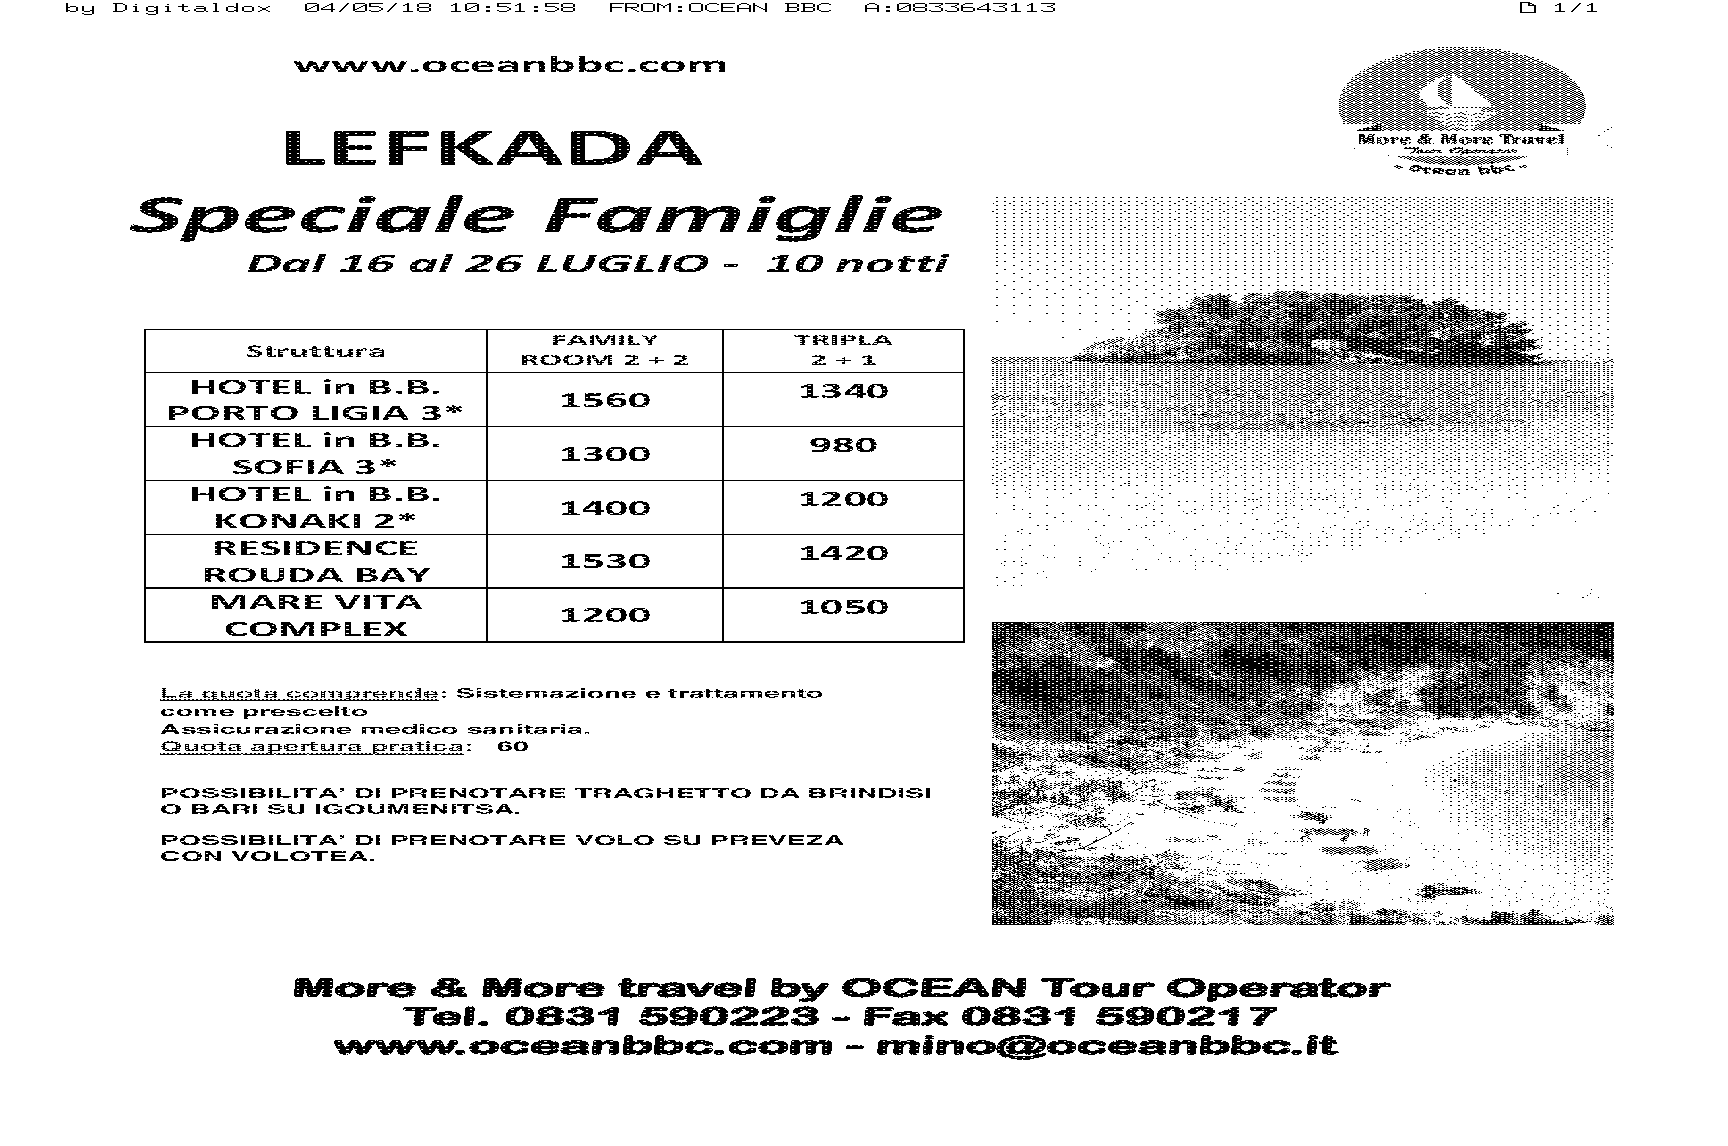 by Digitaldox 04/05/18 10:51:58 FROM:OCEAN BBC A:0833643113 1/1
www.oceanbbc.com
More & More Travel
Tour Operator
" Ocean bbc "
LEFKADA
Speciale Famiglie
Dal 16 al 26 LUGLIO - 10 notti
Struttura
FAMILY
ROOM 2 + 2
TRIPLA
2 + 1
HOTEL in B.B.
PORTO LIGIA 3*
1560
1340
HOTEL in B.B.
SOFIA 3*
1300
980
HOTEL in B.B.
KONAKI 2*
1400
1200
RESIDENCE
ROUDA BAY
1530
1420
MARE VITA
COMPLEX
1200
1050
La quota comprende: Sistemazione e trattamento
come prescelto
Assicurazione medico sanitaria.
Quota apertura pratica: 60
POSSIBILITA' DI PRENOTARE TRAGHETTO DA BRINDISI
O BARI SU IGOUMENITSA.
POSSIBILITA' DI PRENOTARE VOLO SU PREVEZA
CON VOLOTEA.
More & More travel by OCEAN Tour Operator
Tel. 0831 590223 - Fax 0831 590217
www.oceanbbc.com - mino@oceanbbc.it